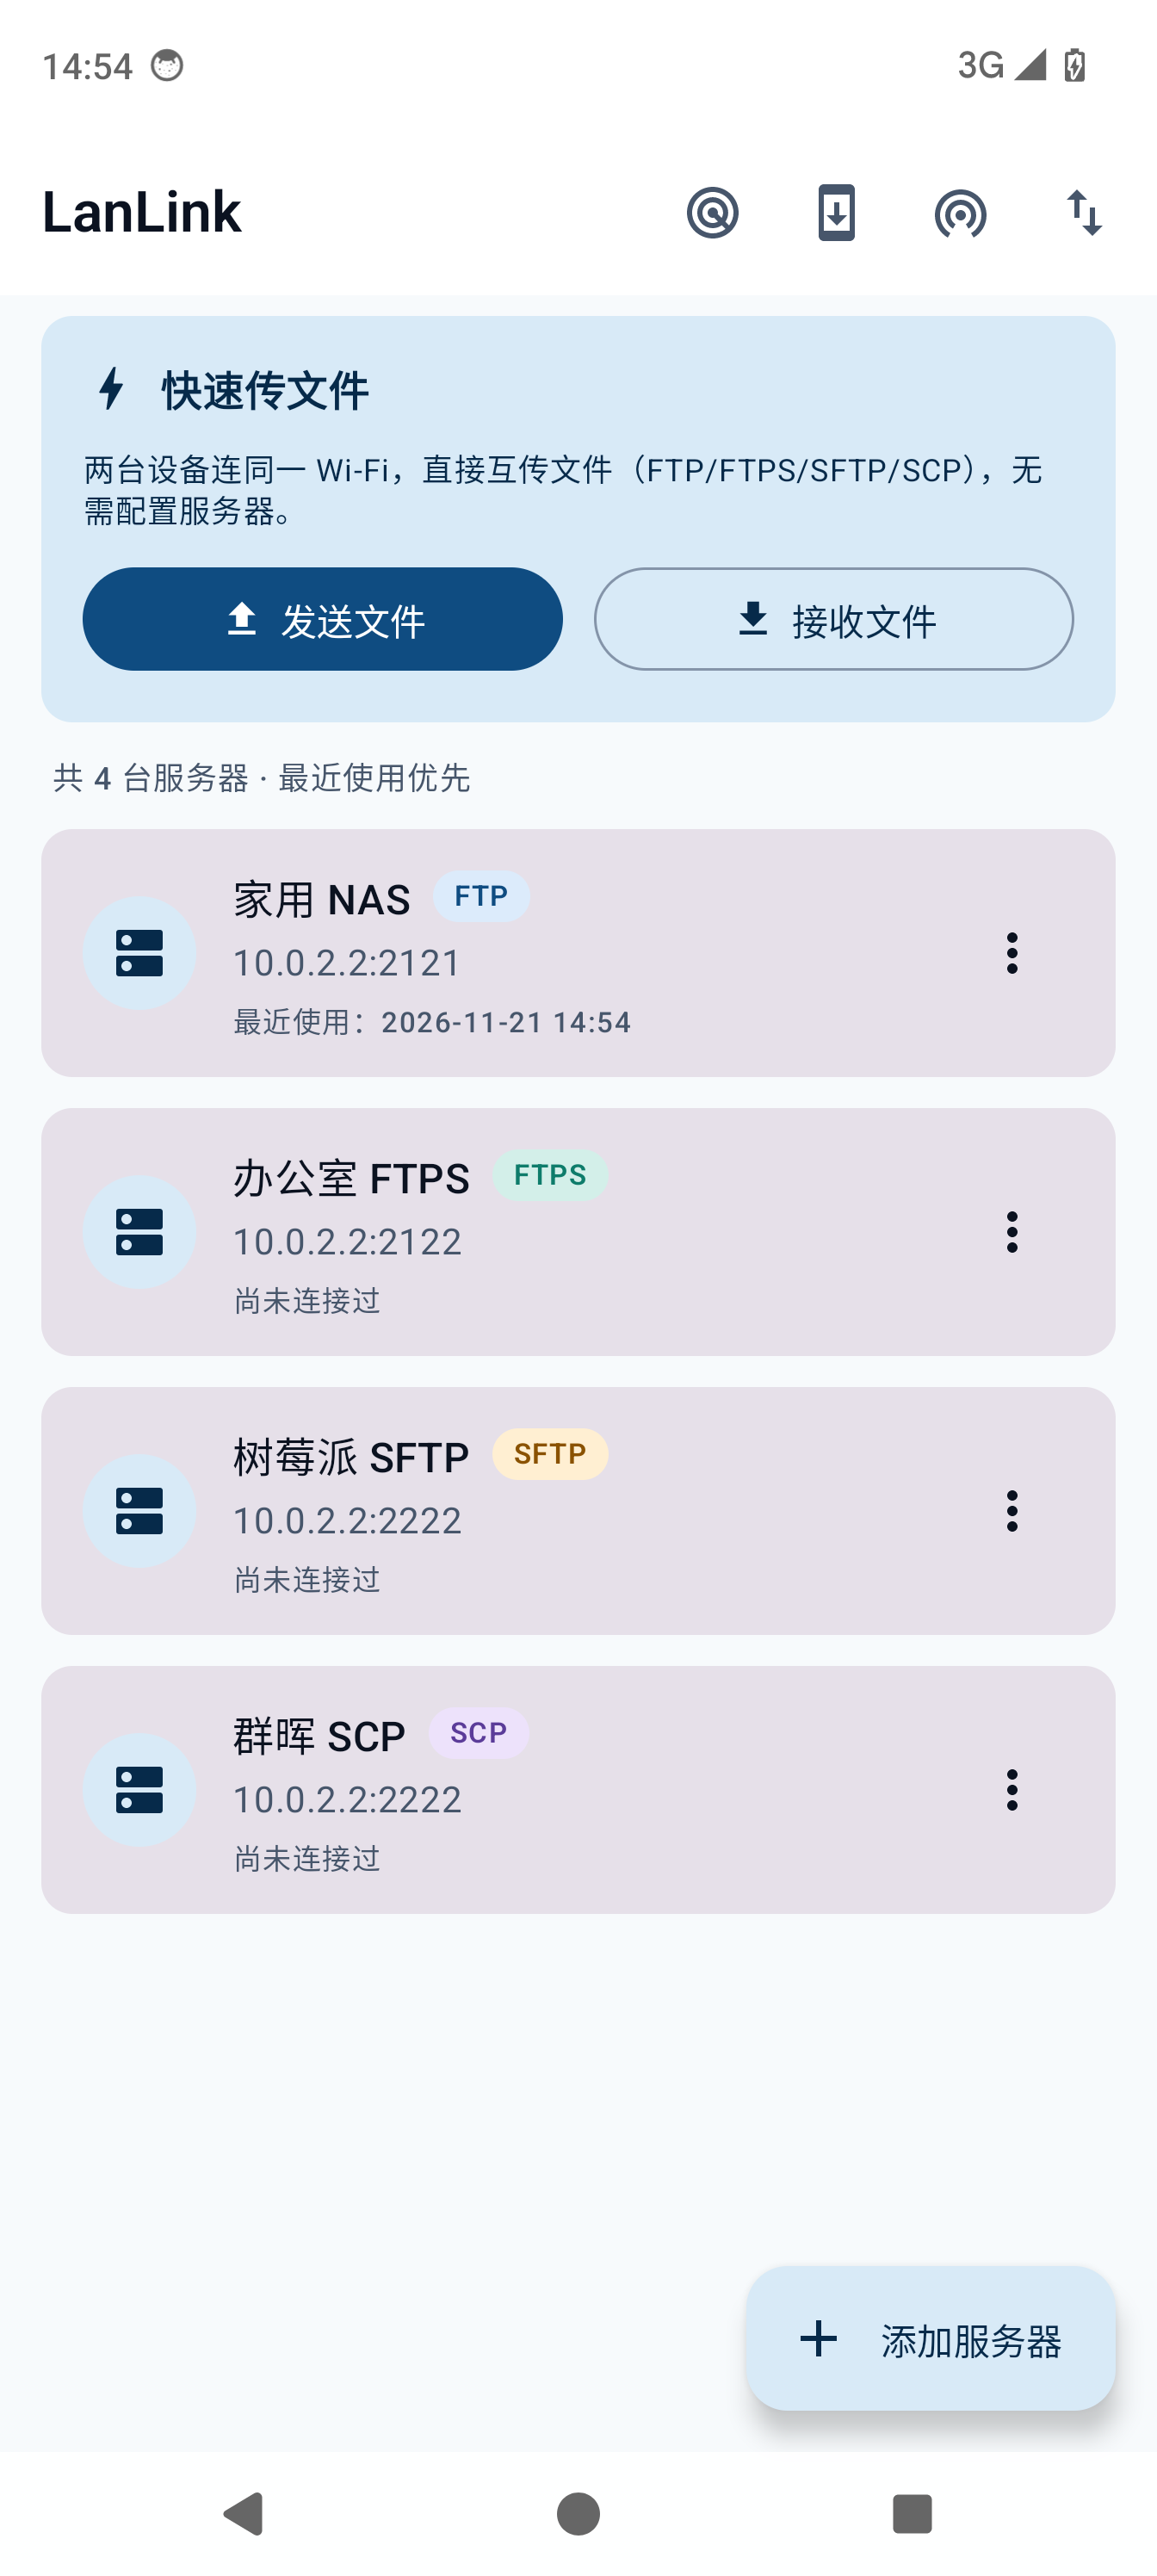 14:54
3G
LanLink
快速传文件
两台设备连同一 Wi-Fi，直接互传文件（FTP/FTPS/SFTP/SCP），无
需配置服务器。
发送文件
接收文件
共 4 台服务器 · 最近使用优先
家用 NAS FTP
10.0.2.2:2121
最近使用：2026-11-21 14:54
办公室 FTPS FTPS
10.0.2.2:2122
尚未连接过
树莓派 SFTP SFTP
10.0.2.2:2222
尚未连接过
群晖 SCP SCP
10.0.2.2:2222
尚未连接过
添加服务器